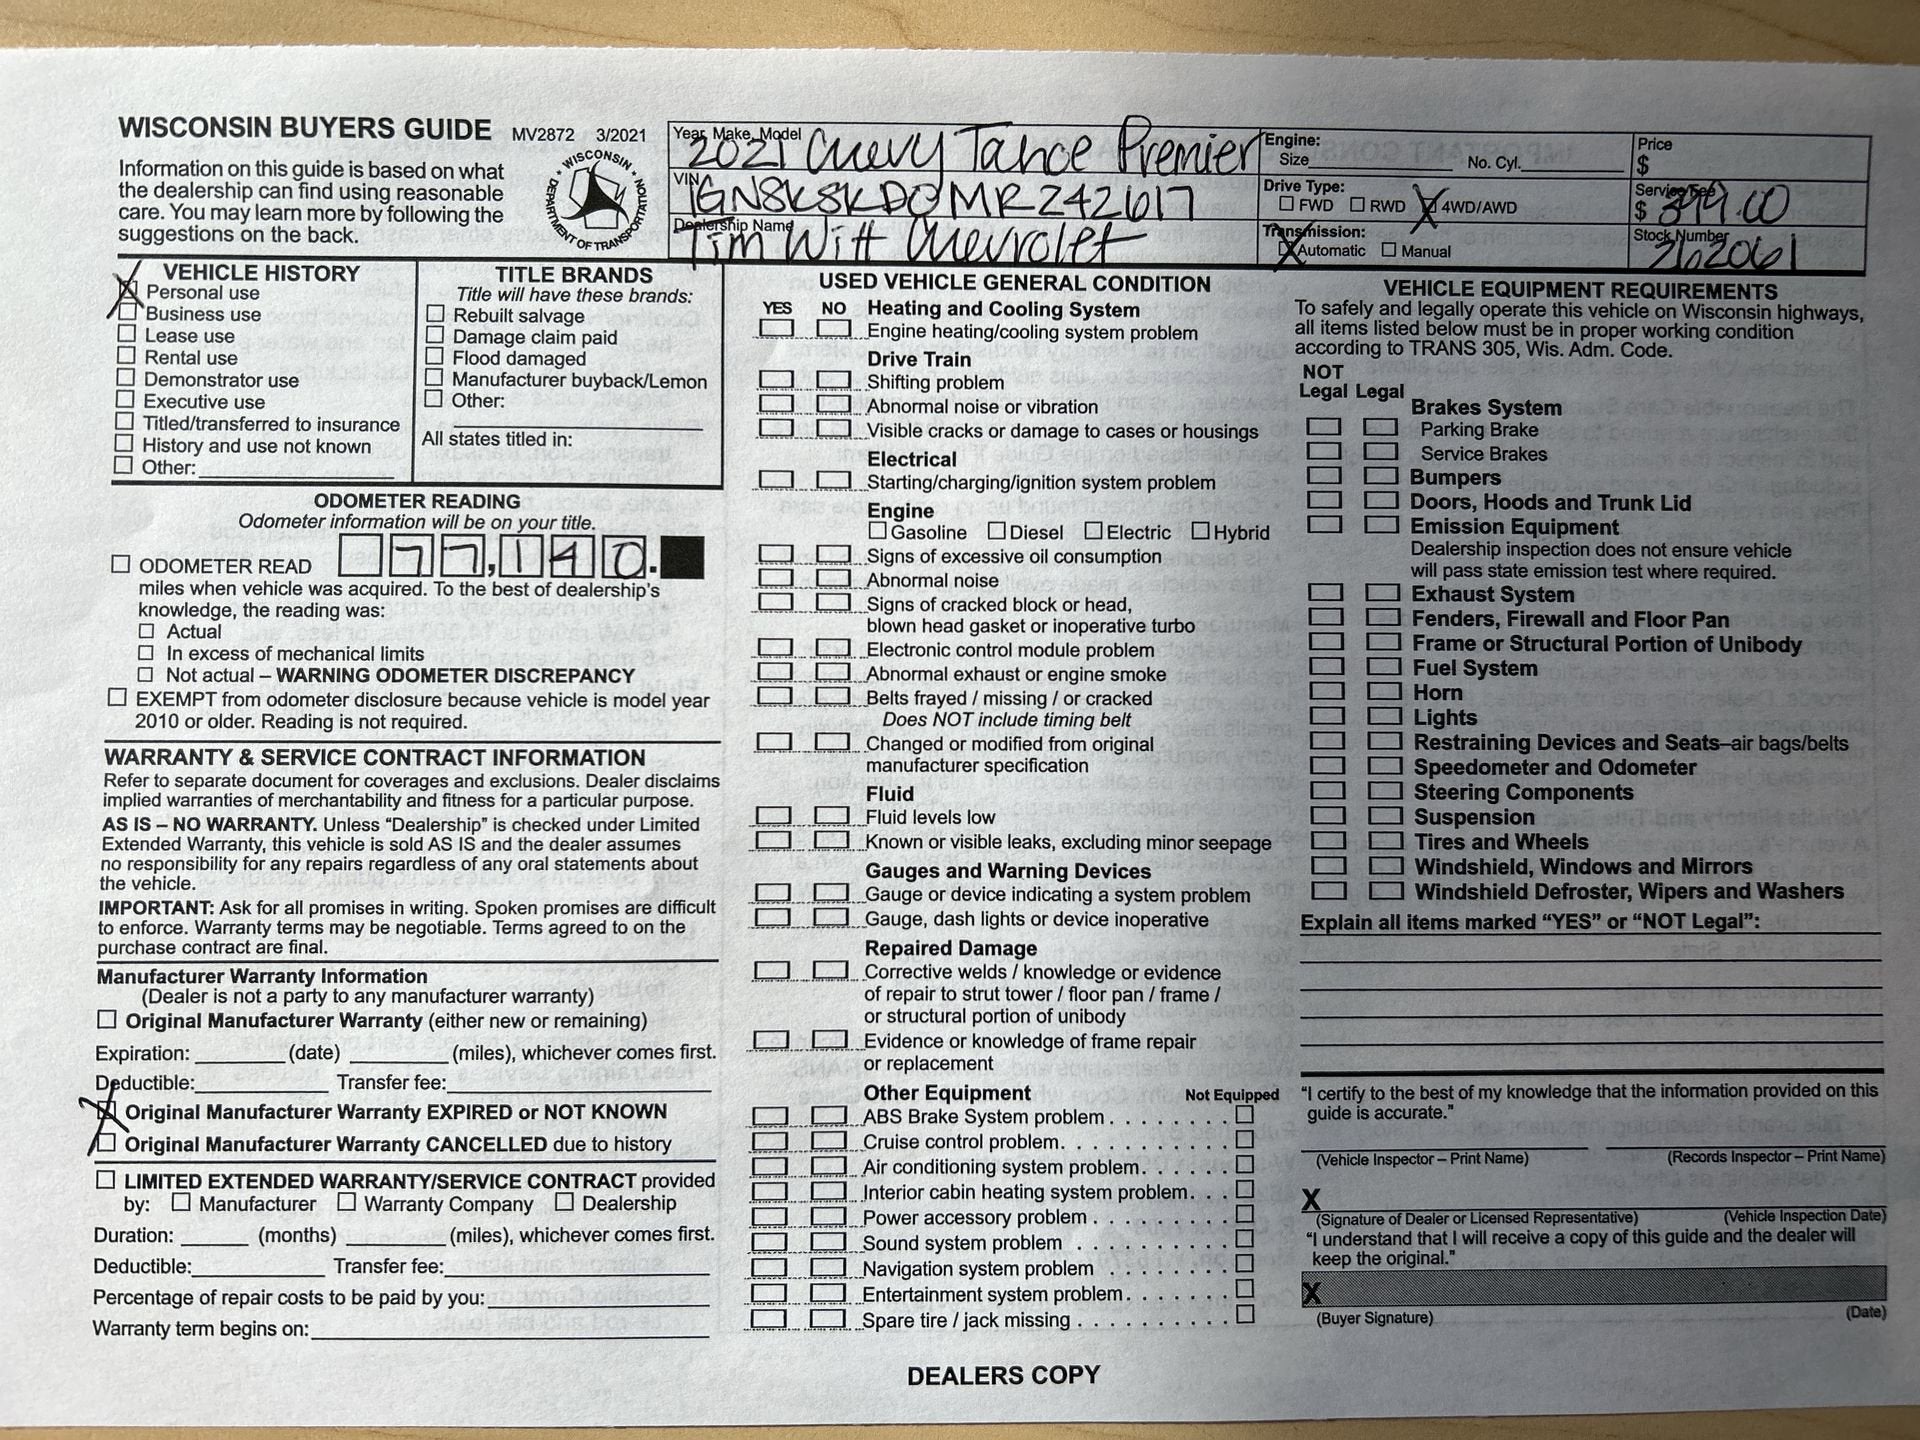 WISCONSIN BUYERS GUIDE MV2872 3/2021
Information on this guide is based on what
the dealership can find using reasonable
care. You may learn more by following the
suggestions on the back.
WISCONSIN
DEPARTMENT OF TRANSPORTATION
Year, Make, Model 2021 Chevy Tahoe Premier
VIN
Dealership Name Tim Witt Chevrolet
Engine:
Size No. Cyl.
Drive Type:
FWD RWD X 4WD/AWD
Transmission:
X Automatic Manual
Price
$
Service Fee
$ 399.00
Stock Number
VEHICLE HISTORY
X Personal use
Business use
Lease use
Rental use
Demonstrator use
Executive use
Titled/transferred to insurance
History and use not known
Other:
TITLE BRANDS
Title will have these brands:
Rebuilt salvage
Damage claim paid
Flood damaged
Manufacturer buyback/Lemon
Other:
All states titled in:
ODOMETER READING
Odometer information will be on your title.
ODOMETER READ 77,140.
miles when vehicle was acquired. To the best of dealership's
knowledge, the reading was:
Actual
In excess of mechanical limits
Not actual – WARNING ODOMETER DISCREPANCY
EXEMPT from odometer disclosure because vehicle is model year
2010 or older. Reading is not required.
WARRANTY & SERVICE CONTRACT INFORMATION
Refer to separate document for coverages and exclusions. Dealer disclaims
implied warranties of merchantability and fitness for a particular purpose.
AS IS – NO WARRANTY. Unless "Dealership" is checked under Limited
Extended Warranty, this vehicle is sold AS IS and the dealer assumes
no responsibility for any repairs regardless of any oral statements about
the vehicle.
IMPORTANT: Ask for all promises in writing. Spoken promises are difficult
to enforce. Warranty terms may be negotiable. Terms agreed to on the
purchase contract are final.
Manufacturer Warranty Information
(Dealer is not a party to any manufacturer warranty)
Original Manufacturer Warranty (either new or remaining)
Expiration: (date) (miles), whichever comes first.
Deductible: Transfer fee:
X Original Manufacturer Warranty EXPIRED or NOT KNOWN
Original Manufacturer Warranty CANCELLED due to history
LIMITED EXTENDED WARRANTY/SERVICE CONTRACT provided
by: Manufacturer Warranty Company Dealership
Duration: (months) (miles), whichever comes first.
Deductible: Transfer fee:
Percentage of repair costs to be paid by you:
Warranty term begins on:
USED VEHICLE GENERAL CONDITION
YES NO Heating and Cooling System
Engine heating/cooling system problem
Drive Train
Shifting problem
Abnormal noise or vibration
Visible cracks or damage to cases or housings
Electrical
Starting/charging/ignition system problem
Engine
Gasoline Diesel Electric Hybrid
Signs of excessive oil consumption
Abnormal noise
Signs of cracked block or head,
blown head gasket or inoperative turbo
Electronic control module problem
Abnormal exhaust or engine smoke
Belts frayed / missing / or cracked
Does NOT include timing belt
Changed or modified from original
manufacturer specification
Fluid
Fluid levels low
Known or visible leaks, excluding minor seepage
Gauges and Warning Devices
Gauge or device indicating a system problem
Gauge, dash lights or device inoperative
Repaired Damage
Corrective welds / knowledge or evidence
of repair to strut tower / floor pan / frame /
or structural portion of unibody
Evidence or knowledge of frame repair
or replacement
Other Equipment Not Equipped
ABS Brake System problem
Cruise control problem
Air conditioning system problem
Interior cabin heating system problem
Power accessory problem
Sound system problem
Navigation system problem
Entertainment system problem
Spare tire / jack missing
VEHICLE EQUIPMENT REQUIREMENTS
To safely and legally operate this vehicle on Wisconsin highways,
all items listed below must be in proper working condition
according to TRANS 305, Wis. Adm. Code.
NOT
Legal Legal
Brakes System
Parking Brake
Service Brakes
Bumpers
Doors, Hoods and Trunk Lid
Emission Equipment
Dealership inspection does not ensure vehicle
will pass state emission test where required.
Exhaust System
Fenders, Firewall and Floor Pan
Frame or Structural Portion of Unibody
Fuel System
Horn
Lights
Restraining Devices and Seats–air bags/belts
Speedometer and Odometer
Steering Components
Suspension
Tires and Wheels
Windshield, Windows and Mirrors
Windshield Defroster, Wipers and Washers
Explain all items marked "YES" or "NOT Legal":
"I certify to the best of my knowledge that the information provided on this
guide is accurate."
(Vehicle Inspector – Print Name) (Records Inspector – Print Name)
X
(Signature of Dealer or Licensed Representative) (Vehicle Inspection Date)
"I understand that I will receive a copy of this guide and the dealer will
keep the original."
X
(Buyer Signature) (Date)
DEALERS COPY